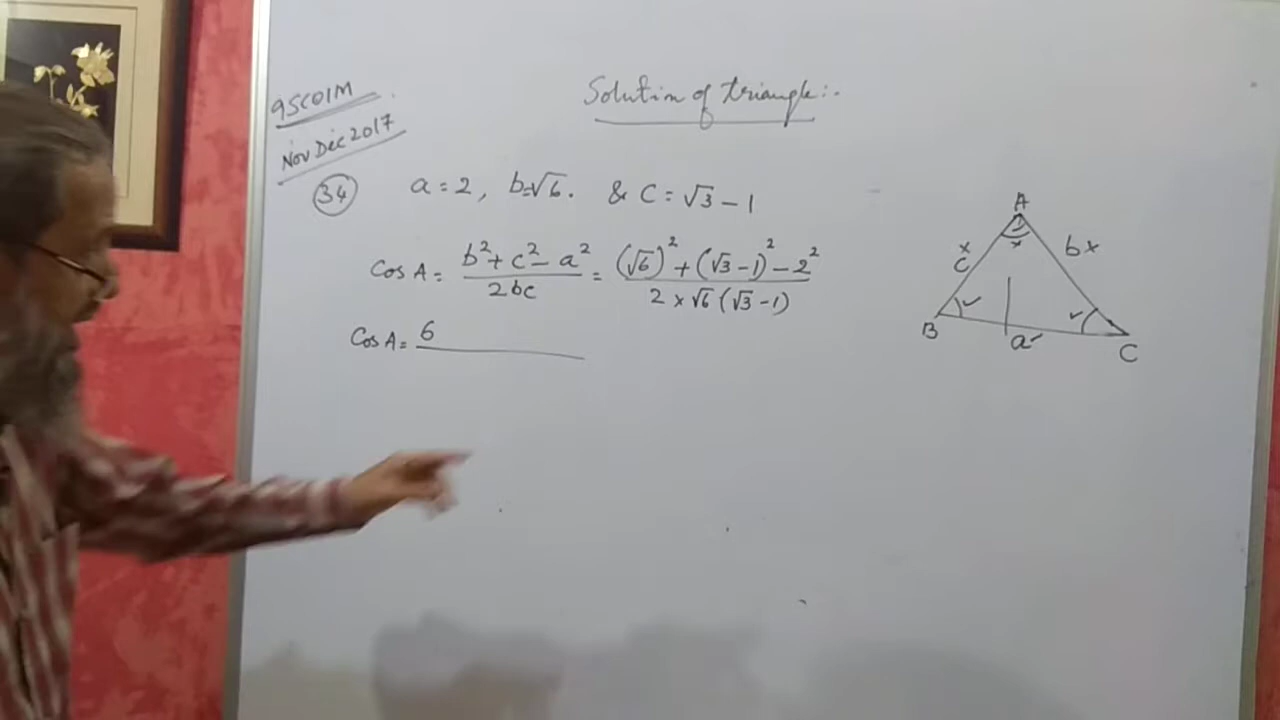 9SC01M
Solution of triangle:.
Nov Dec 2017
34
a = 2, b = √6. & C = √3 - 1
Cos A = b² + c² - a² / 2bc = (√6)² + (√3 - 1)² - 2² / 2 × √6 (√3 - 1)
Cos A = 6
A
x
x
b x
c
B
a
C